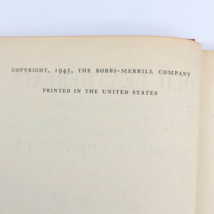 COPYRIGHT, 1945, THE BOBBS-MERRILL COMPANY
PRINTED IN THE UNITED STATES